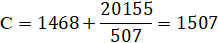 C = 1468 + 20155/507 = 1507